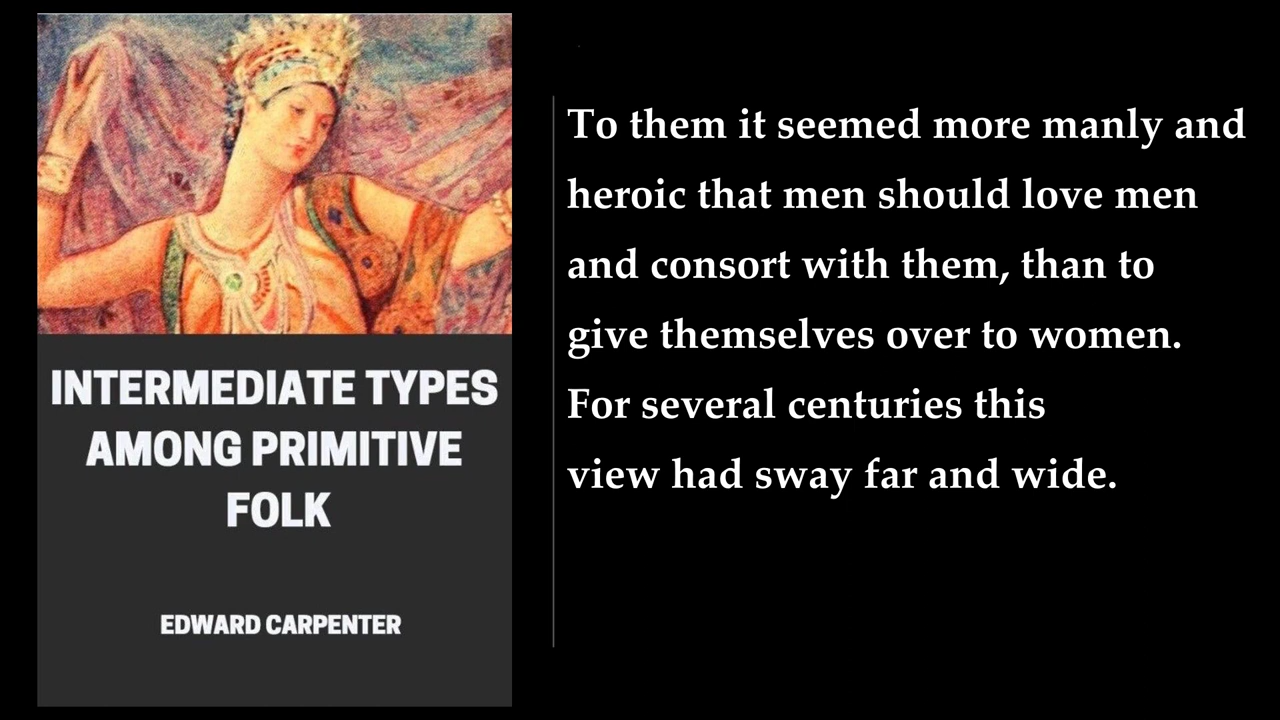 INTERMEDIATE TYPES
AMONG PRIMITIVE
FOLK
EDWARD CARPENTER
To them it seemed more manly and
heroic that men should love men
and consort with them, than to
give themselves over to women.
For several centuries this
view had sway far and wide.